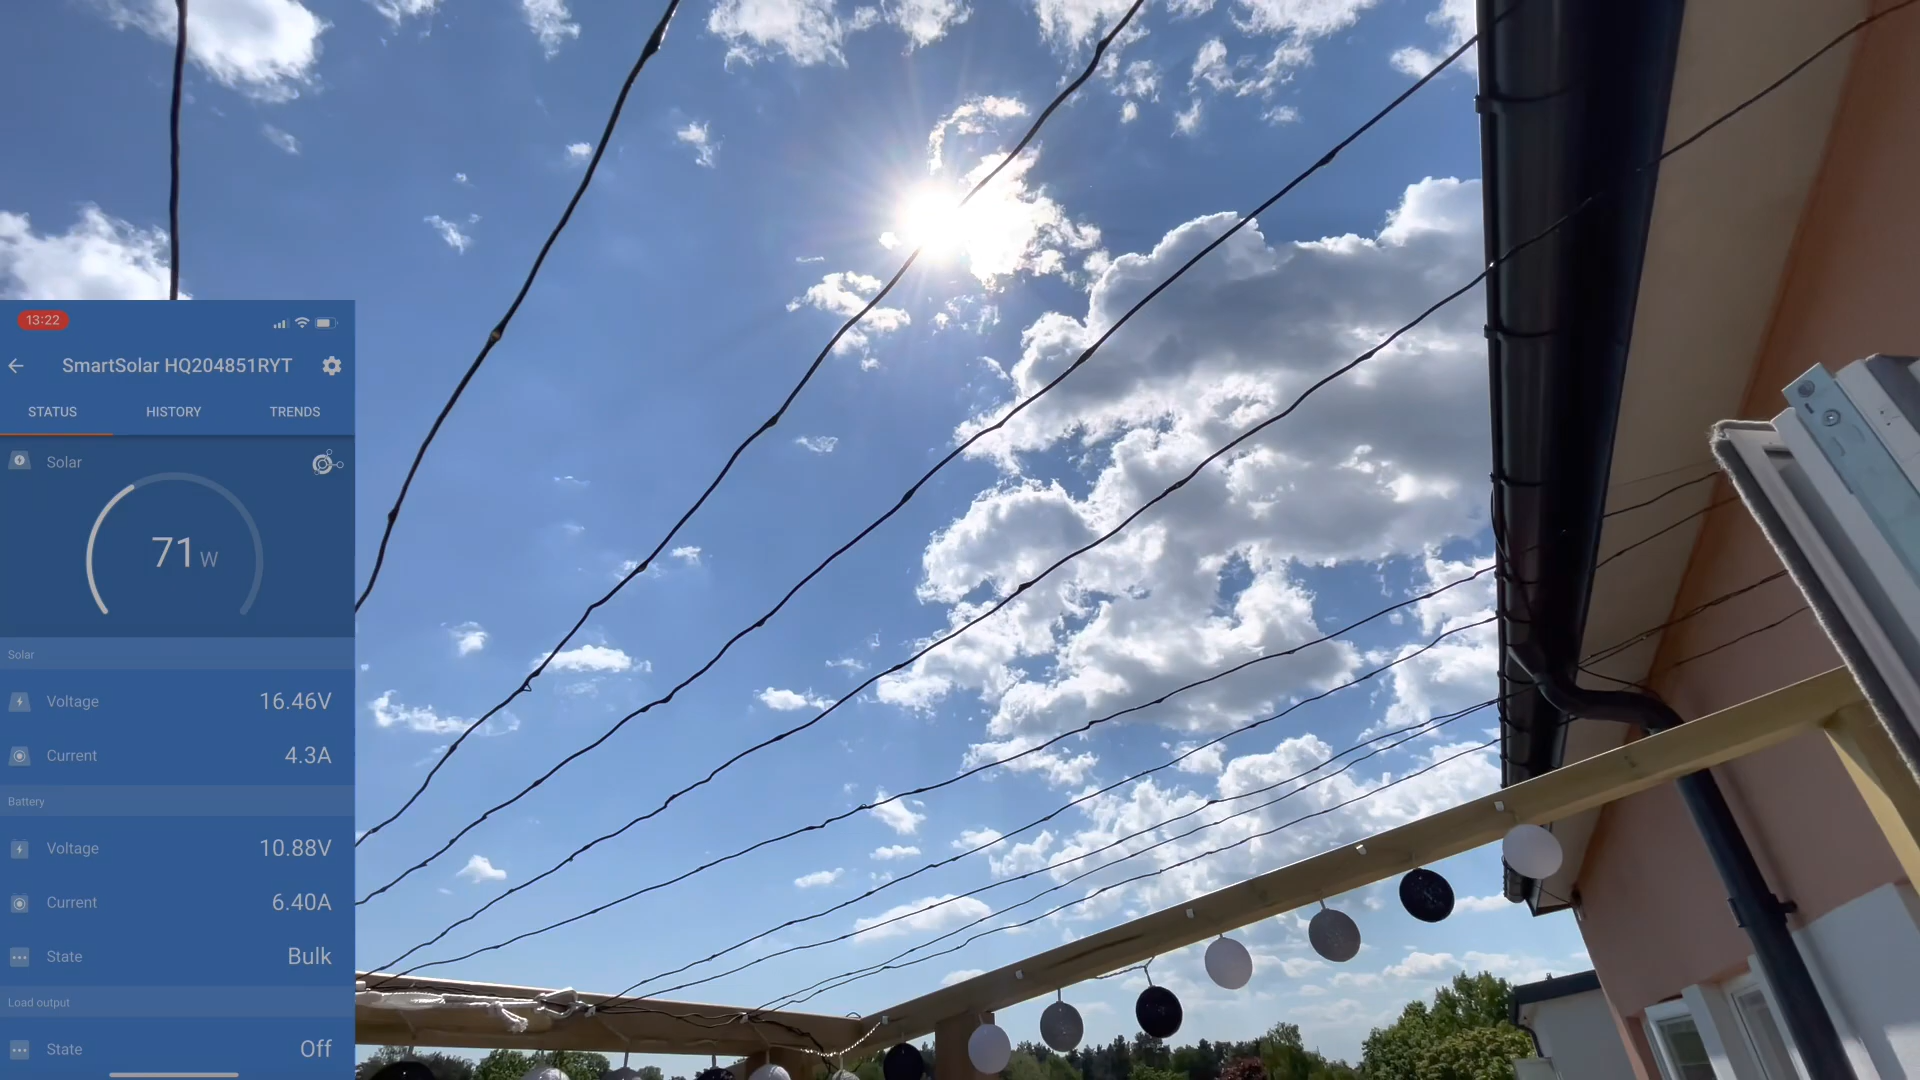 13:22
SmartSolar HQ204851RYT
STATUS HISTORY TRENDS
Solar
71 W
Solar
Voltage 16.46V
Current 4.3A
Battery
Voltage 10.88V
Current 6.40A
State Bulk
Load output
State Off